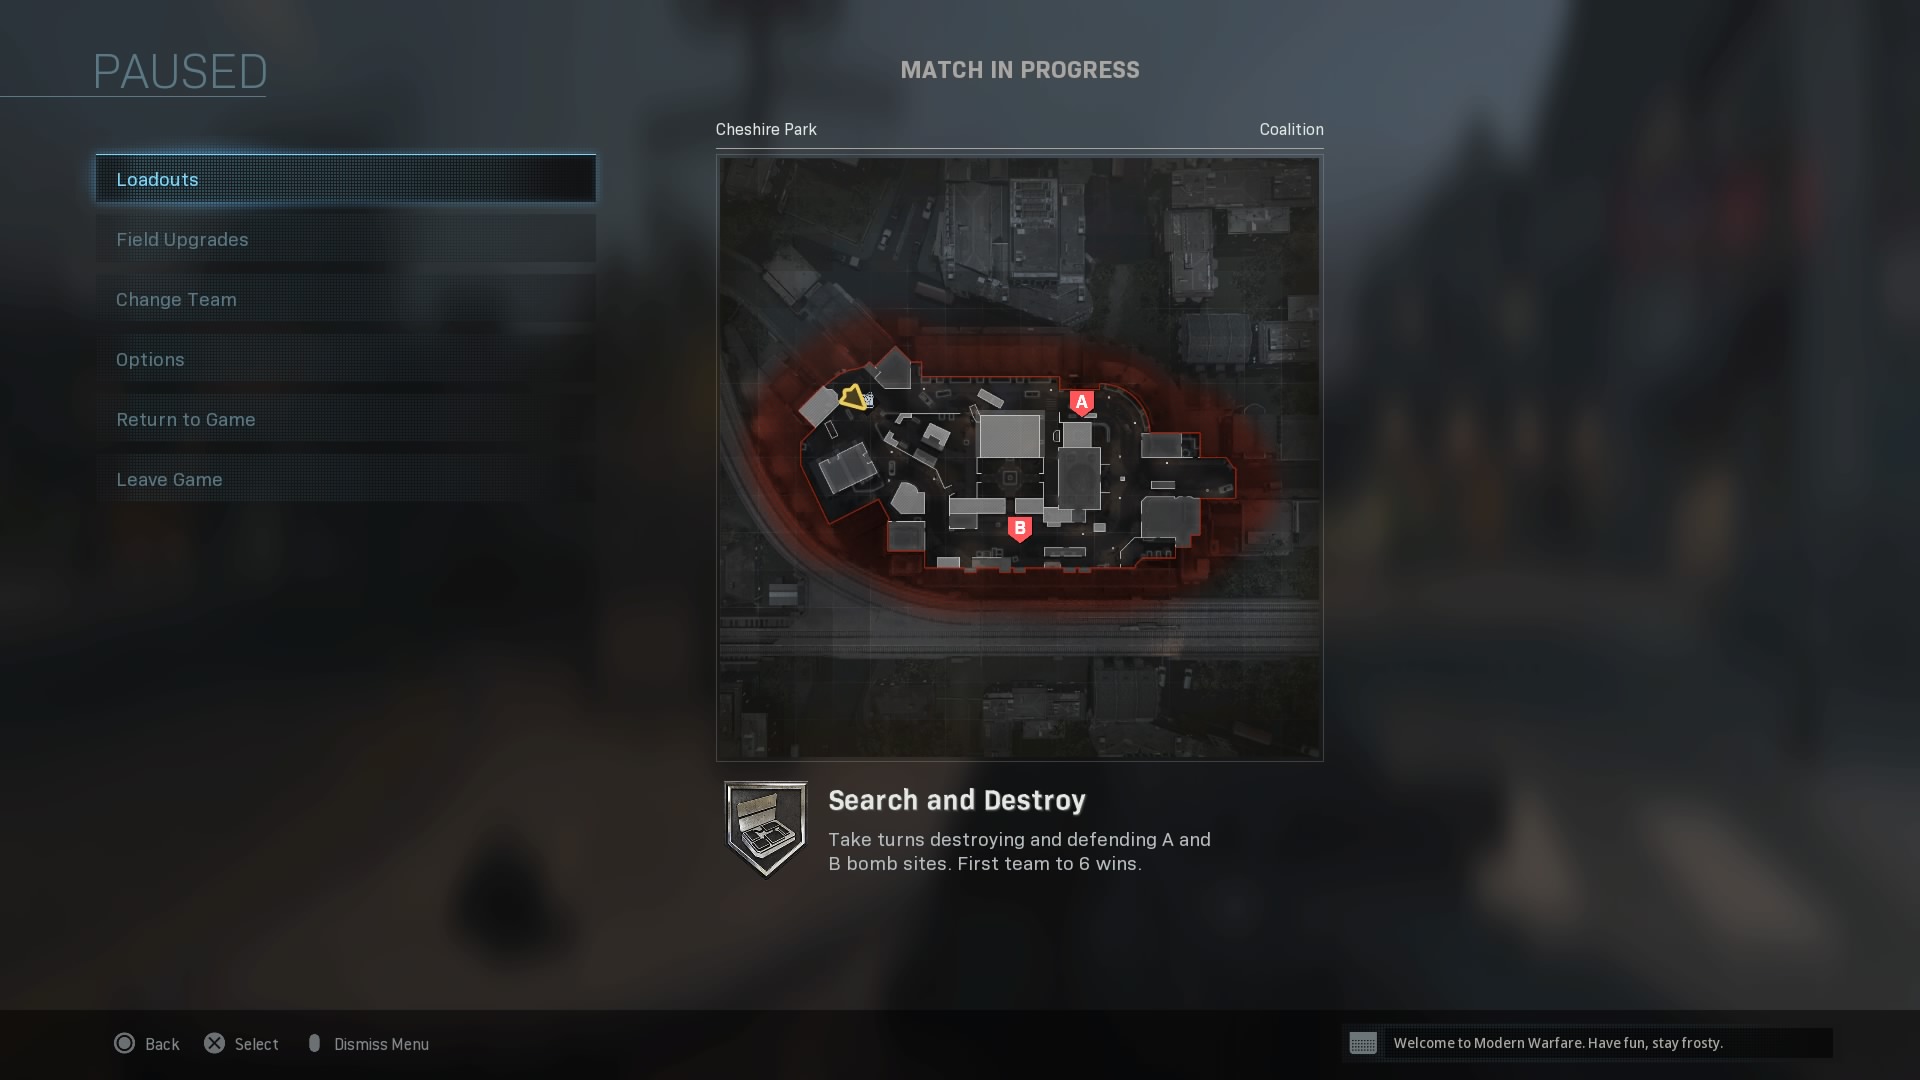 PAUSED
MATCH IN PROGRESS
Cheshire Park
Coalition
Loadouts
Field Upgrades
Change Team
Options
Return to Game
Leave Game
A
B
Search and Destroy
Take turns destroying and defending A and
B bomb sites. First team to 6 wins.
Back
Select
Dismiss Menu
Welcome to Modern Warfare. Have fun, stay frosty.